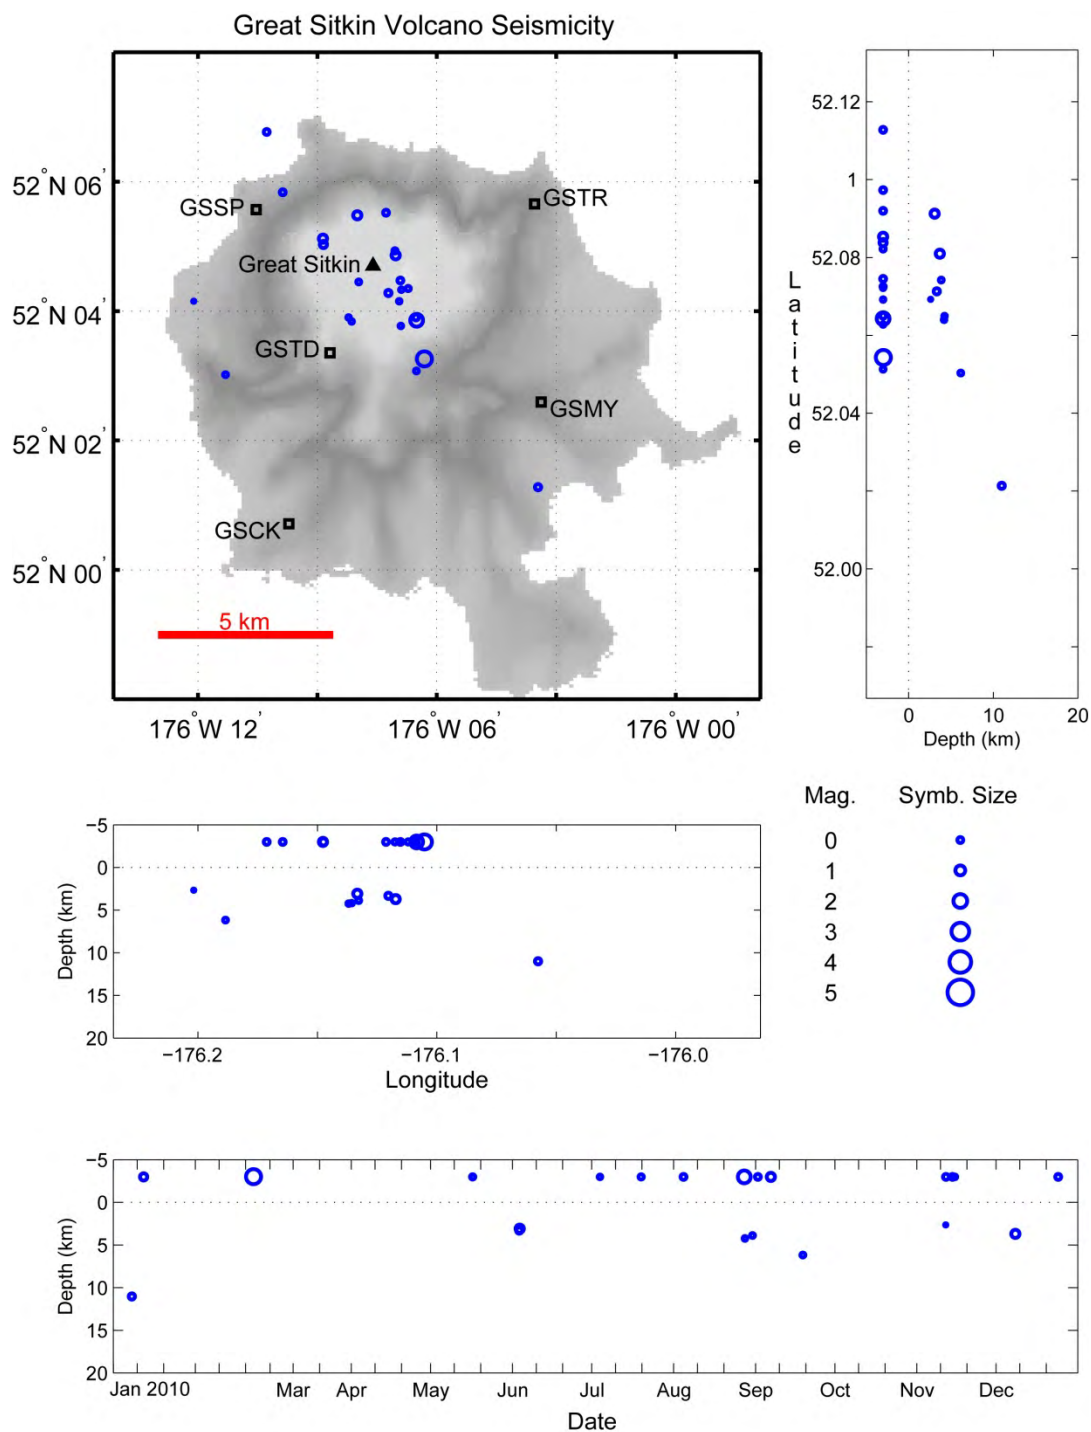 Great Sitkin Volcano Seismicity
52°N 06'
52°N 04'
52°N 02'
52°N 00'
GSSP
GSTR
Great Sitkin
GSTD
GSMY
GSCK
5 km
176°W 12'
176°W 06'
176°W 00'
52.12
1
52.08
52.04
52.00
Latitude
0 10 20
Depth (km)
−5
0
5
10
15
20
Depth (km)
−176.2 −176.1 −176.0
Longitude
Mag. Symb. Size
0
1
2
3
4
5
−5
0
5
10
15
20
Depth (km)
Jan 2010 Mar Apr May Jun Jul Aug Sep Oct Nov Dec
Date